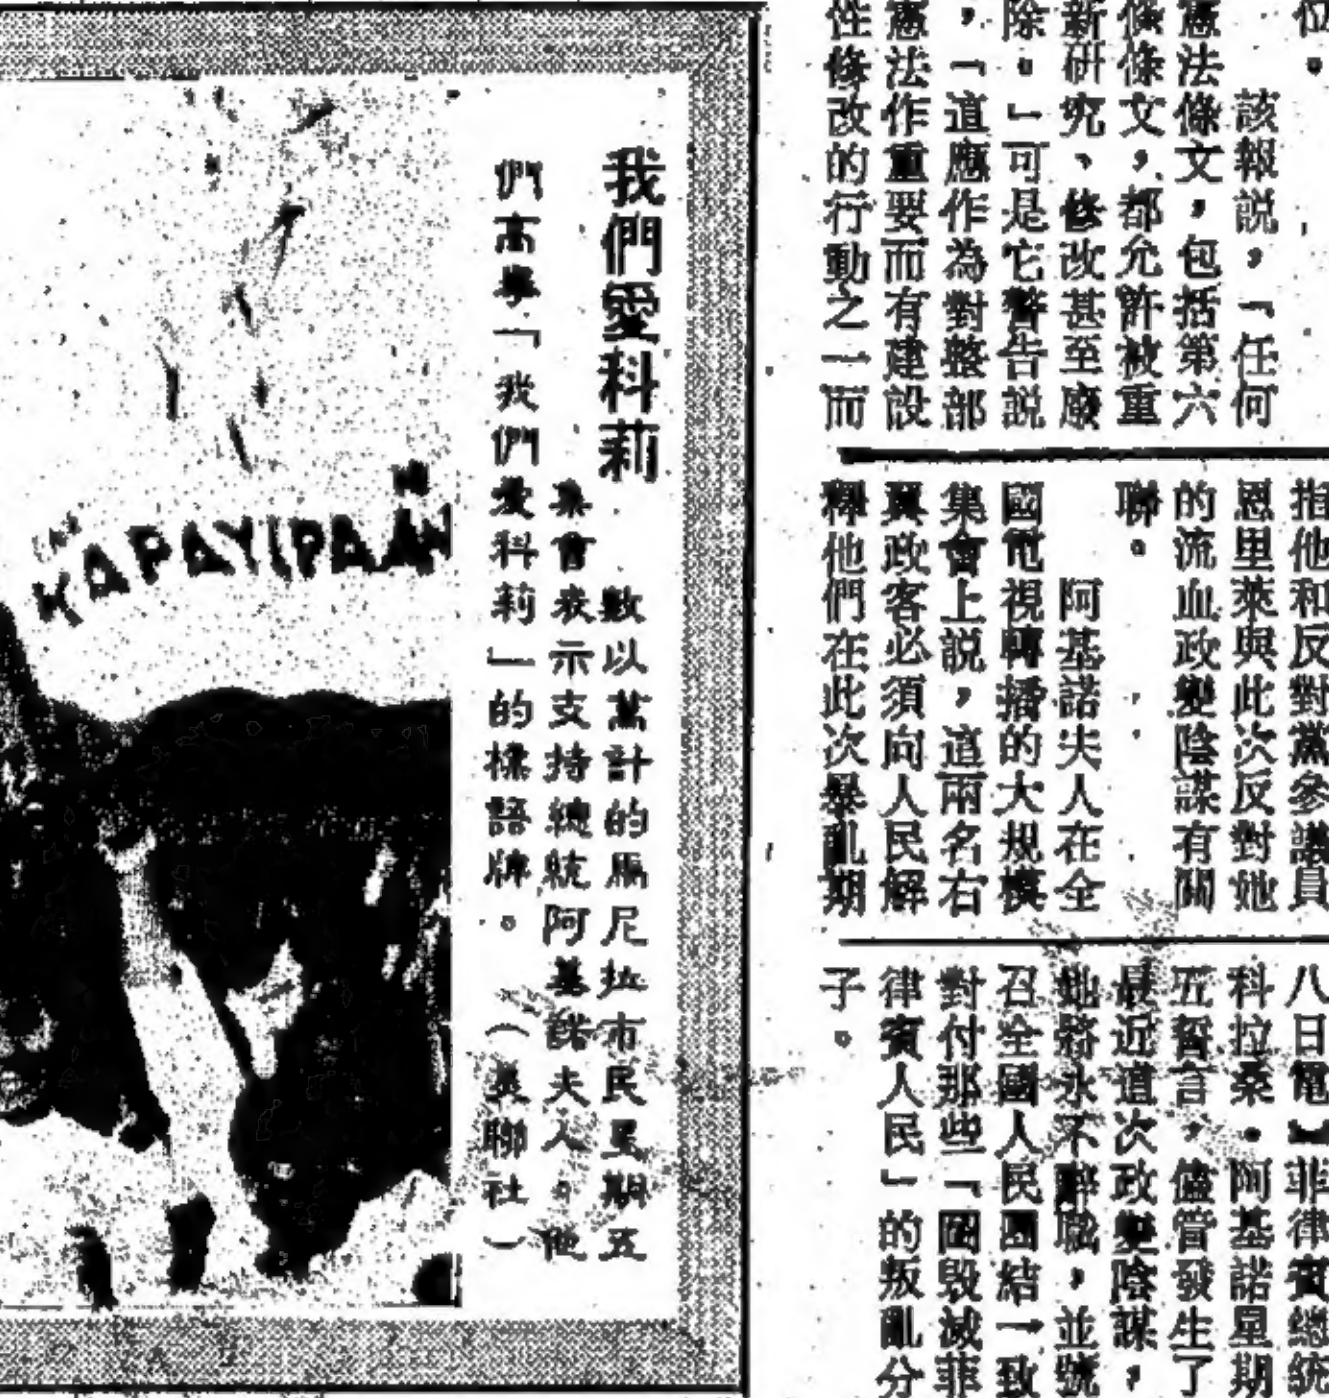 位。
該報説，「任何
憲法條文，包括第六
條條文，都允許被重
新研究、修改甚至廢
除。」可是它警告説
，「這應作為對整部
憲法作重要而有建設
性修改的行動之一而
指他和反對黨參議員
恩里萊與此次反對她
的流血政變陰謀有關
聯。
阿基諾夫人在全
國電視轉播的大規模
集會上説，這兩名右
翼政客必須向人民解
釋他們在此次暴亂期
八日電】菲律賓總統
科拉桑・阿基諾星期
五誓言，儘管發生了
最近這次政變陰謀，
她將永不辭職，並號
召全國人民團結一致
對付那些「圖毀滅菲
律賓人民」的叛亂分
子。
我們愛科莉
數以萬計的馬尼拉市民星期五
集會表示支持總統阿基諾夫人。他
們高舉「我們愛科莉」的標語牌。（美聯社）
KAPAYIPAAN